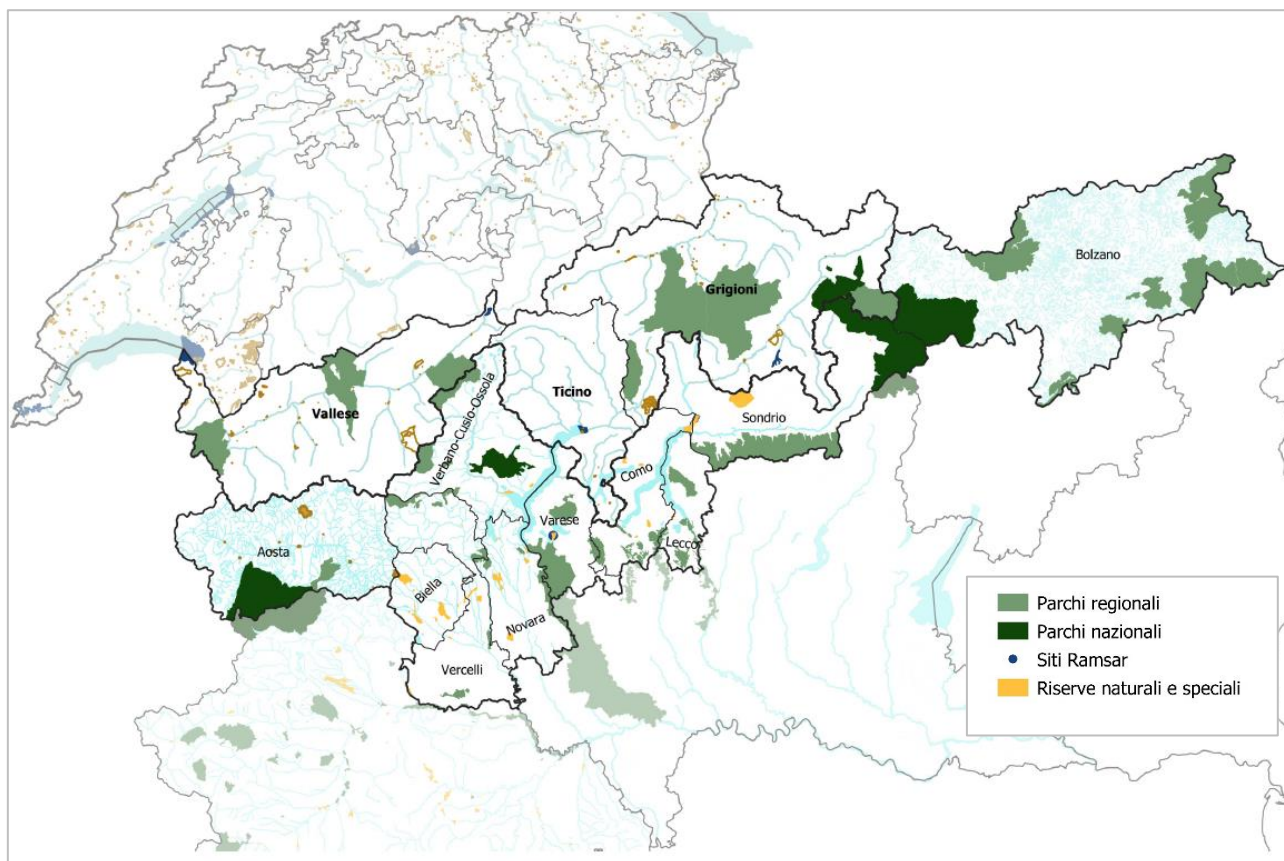 Bolzano
Grigioni
Ticino
Vallese
Verbano-Cusio-Ossola
Sondrio
Como
Varese
Aosta
Lecco
Biella
Novara
Vercelli
Parchi regionali
Parchi nazionali
Siti Ramsar
Riserve naturali e speciali